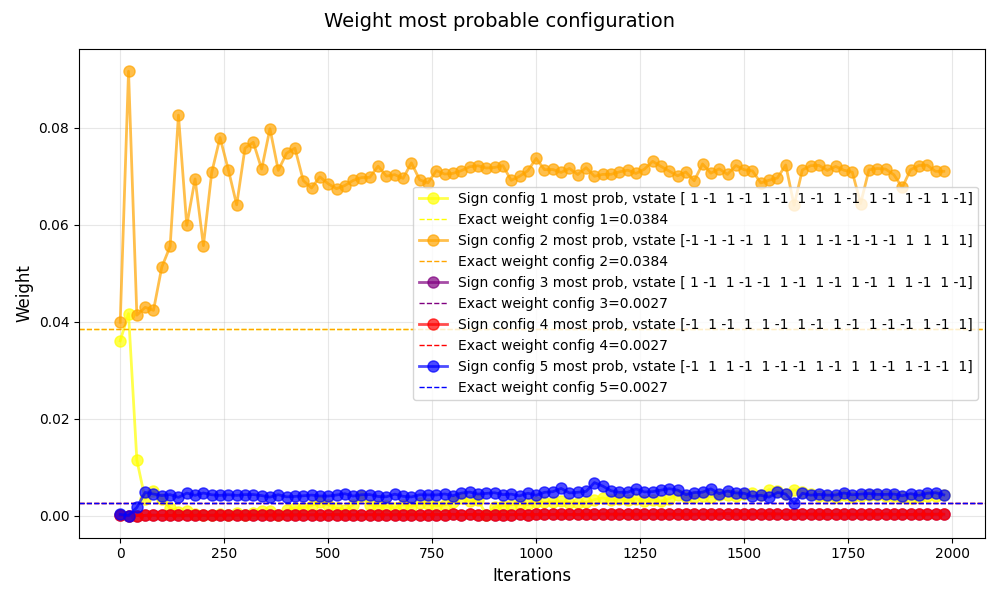 Weight most probable configuration
Weight
0.08
0.06
0.04
0.02
0.00
Sign config 1 most prob, vstate [ 1 -1  1 -1  1 -1  1 -1  1 -1  1 -1  1 -1  1 -1]
Exact weight config 1=0.0384
Sign config 2 most prob, vstate [-1 -1 -1 -1  1  1  1  1 -1 -1 -1 -1  1  1  1  1]
Exact weight config 2=0.0384
Sign config 3 most prob, vstate [ 1 -1  1 -1  1 -1  1 -1  1 -1 -1  1  1 -1  1 -1]
Exact weight config 3=0.0027
Sign config 4 most prob, vstate [-1  1 -1  1  1 -1  1 -1  1 -1  1 -1 -1  1 -1  1]
Exact weight config 4=0.0027
Sign config 5 most prob, vstate [-1  1  1 -1  1 -1 -1  1 -1  1  1  1 -1  1 -1 -1  1]
Exact weight config 5=0.0027
0 250 500 750 1000 1250 1500 1750 2000
Iterations